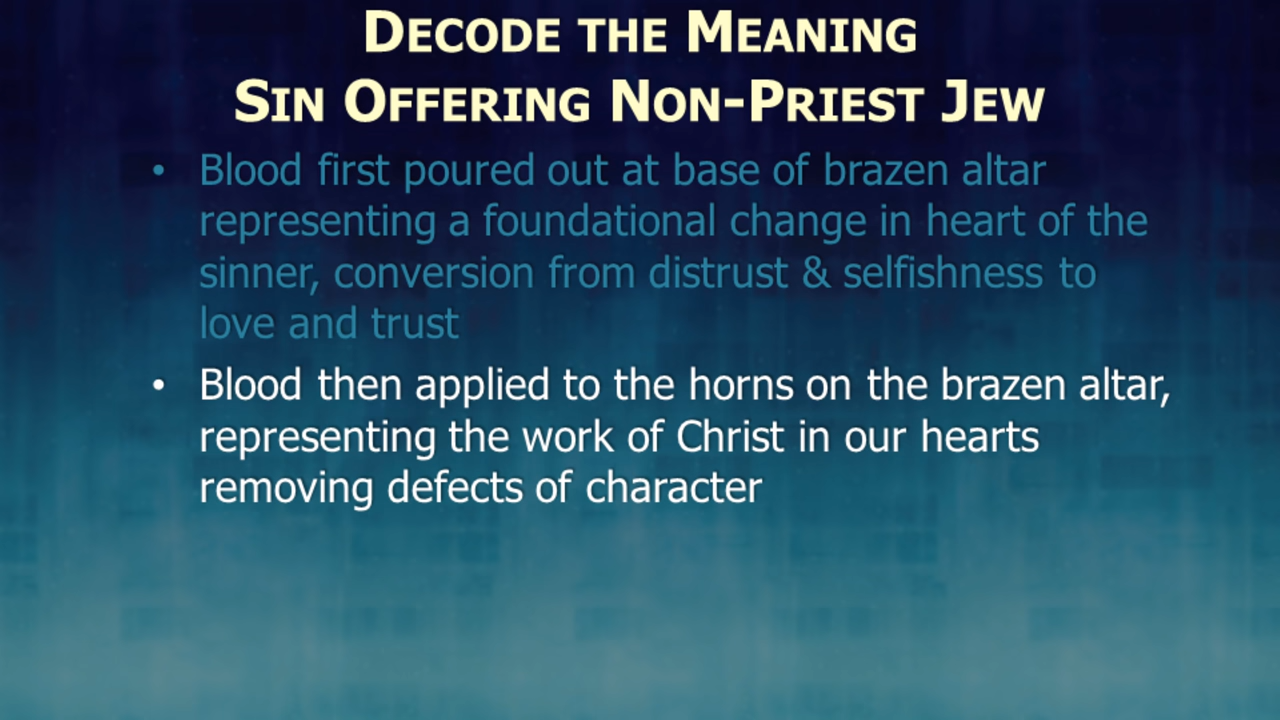 Decode the Meaning
Sin Offering Non-Priest Jew
• Blood first poured out at base of brazen altar
representing a foundational change in heart of the
sinner, conversion from distrust & selfishness to
love and trust
• Blood then applied to the horns on the brazen altar,
representing the work of Christ in our hearts
removing defects of character